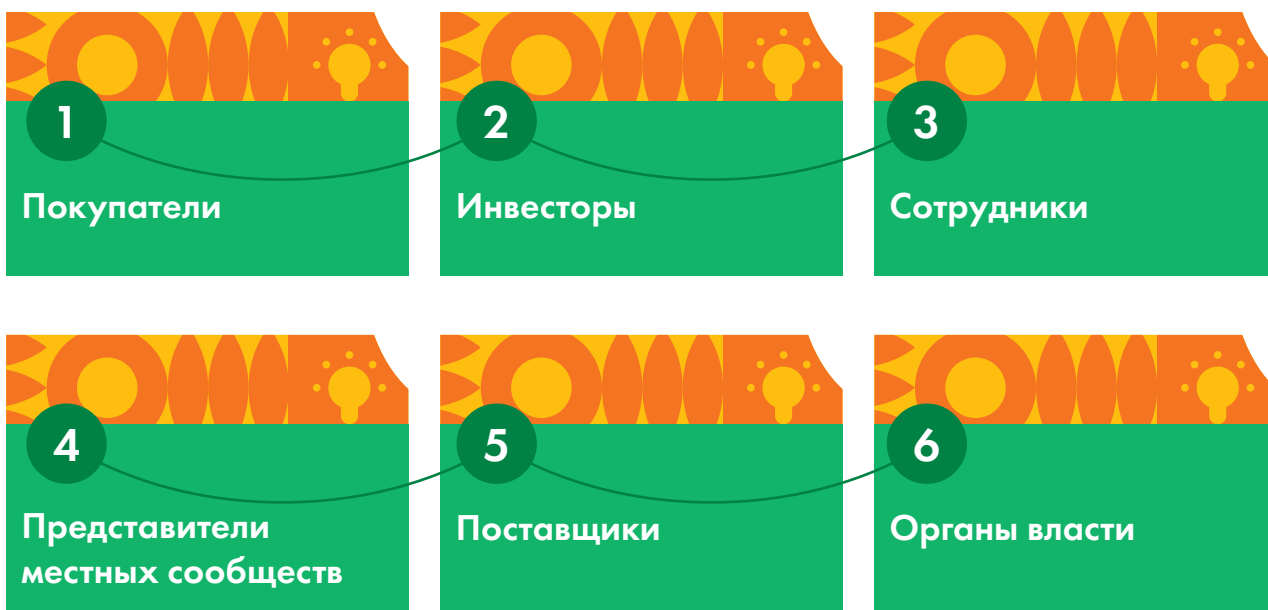 1
Покупатели
2
Инвесторы
3
Сотрудники
4
Представители
местных сообществ
5
Поставщики
6
Органы власти